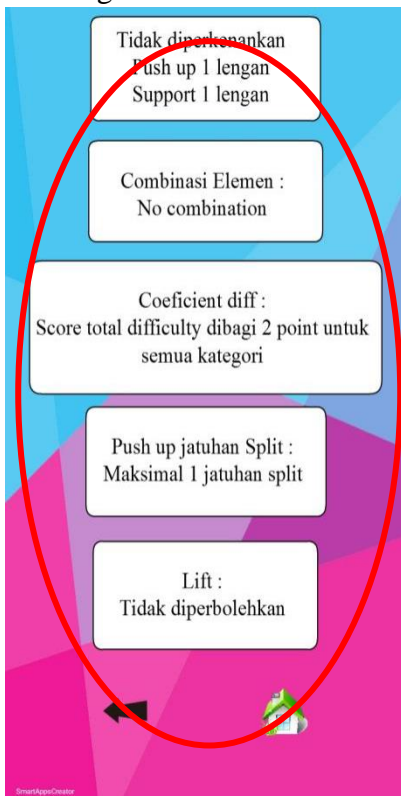 Tidak diperkenankan
Push up 1 lengan
Support 1 lengan
Combinasi Elemen :
No combination
Coeficient diff :
Score total difficulty dibagi 2 point untuk
semua kategori
Push up jatuhan Split :
Maksimal 1 jatuhan split
Lift :
Tidak diperbolehkan
SmartAppsCreator